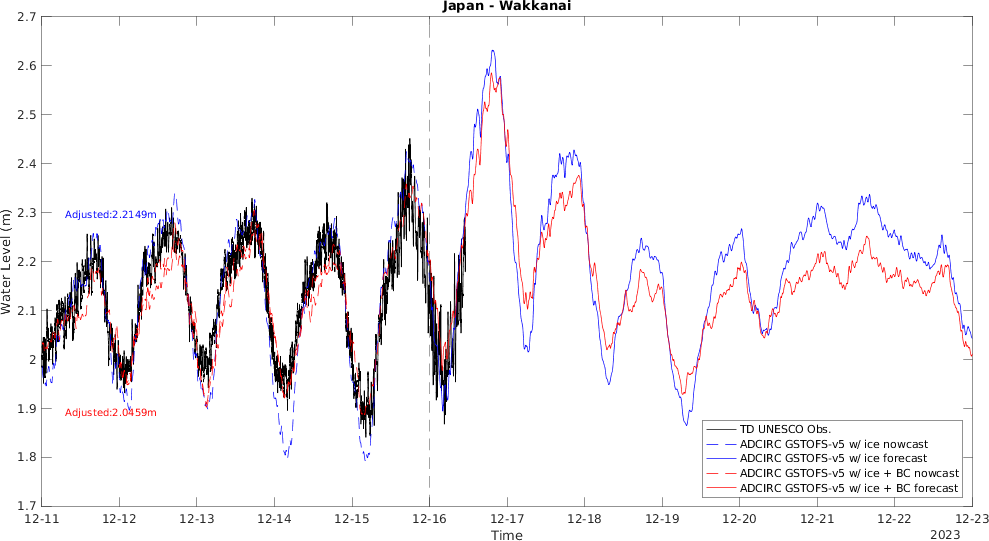 Japan - Wakkanai
2.7
2.6
2.5
2.4
2.3
2.2
2.1
2
1.9
1.8
1.7
Water Level (m)
Adjusted:2.2149m
Adjusted:2.0459m
TD UNESCO Obs.
ADCIRC GSTOFS-v5 w/ ice nowcast
ADCIRC GSTOFS-v5 w/ ice forecast
ADCIRC GSTOFS-v5 w/ ice + BC nowcast
ADCIRC GSTOFS-v5 w/ ice + BC forecast
12-11 12-12 12-13 12-14 12-15 12-16 12-17 12-18 12-19 12-20 12-21 12-22 12-23
Time
2023